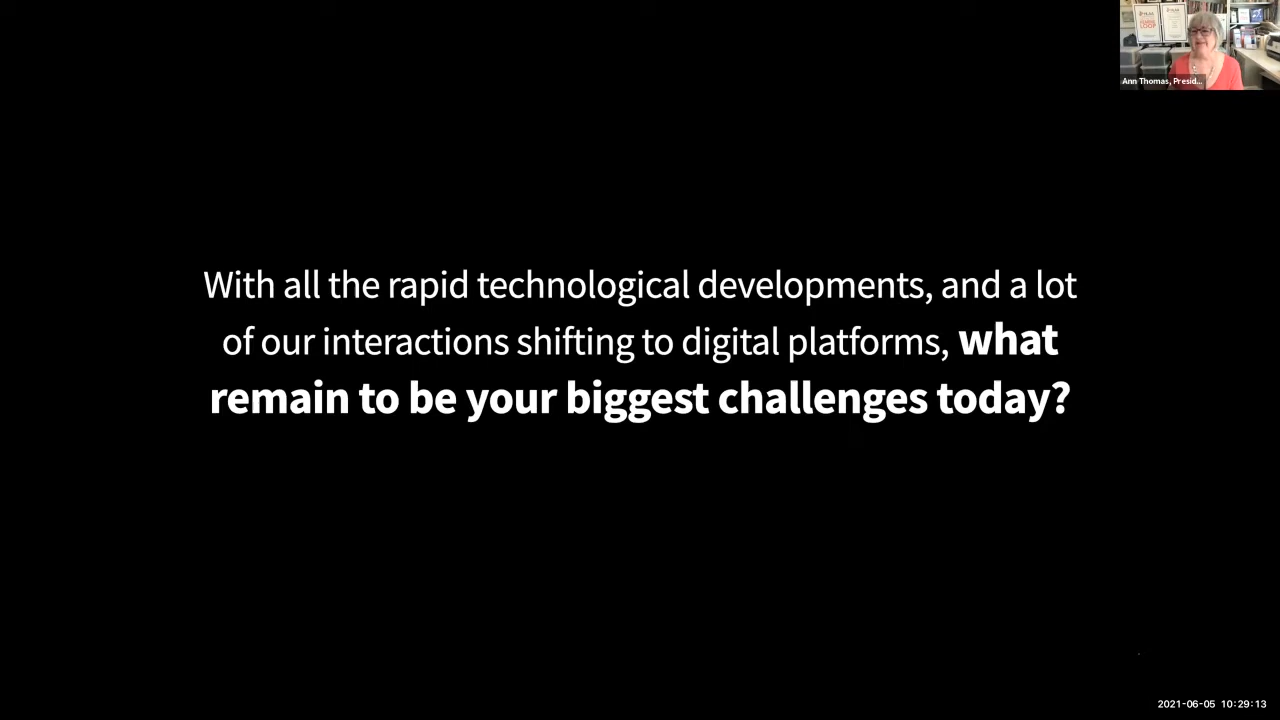 Ann Thomas, Presid...
With all the rapid technological developments, and a lot
of our interactions shifting to digital platforms, what
remain to be your biggest challenges today?
2021-06-05 10:29:13